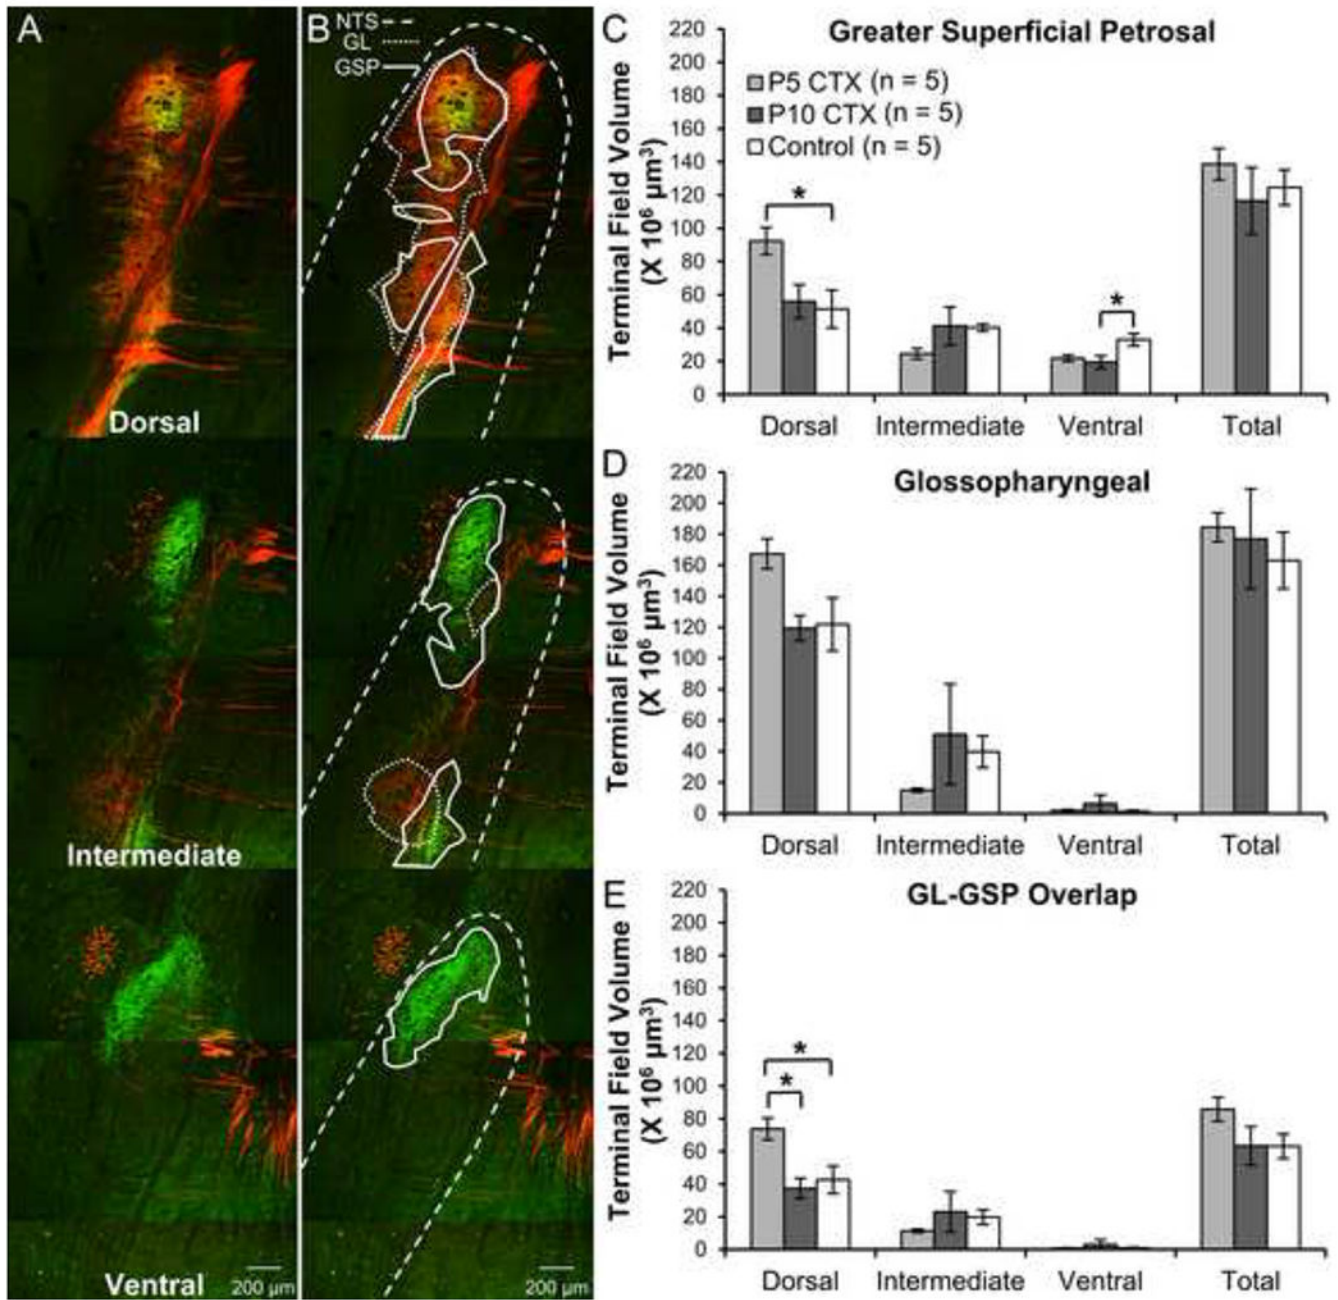 A
Dorsal
Intermediate
Ventral
200 µm
B
NTS
GL
GSP
200 µm
C
Greater Superficial Petrosal
Terminal Field Volume
(X 10⁶ µm³)
220
200
180
160
140
120
100
80
60
40
20
0
P5 CTX (n = 5)
P10 CTX (n = 5)
Control (n = 5)
*
*
Dorsal Intermediate Ventral Total
D
Glossopharyngeal
Terminal Field Volume
(X 10⁶ µm³)
220
200
180
160
140
120
100
80
60
40
20
0
Dorsal Intermediate Ventral Total
E
GL-GSP Overlap
Terminal Field Volume
(X 10⁶ µm³)
220
200
180
160
140
120
100
80
60
40
20
0
*
*
Dorsal Intermediate Ventral Total